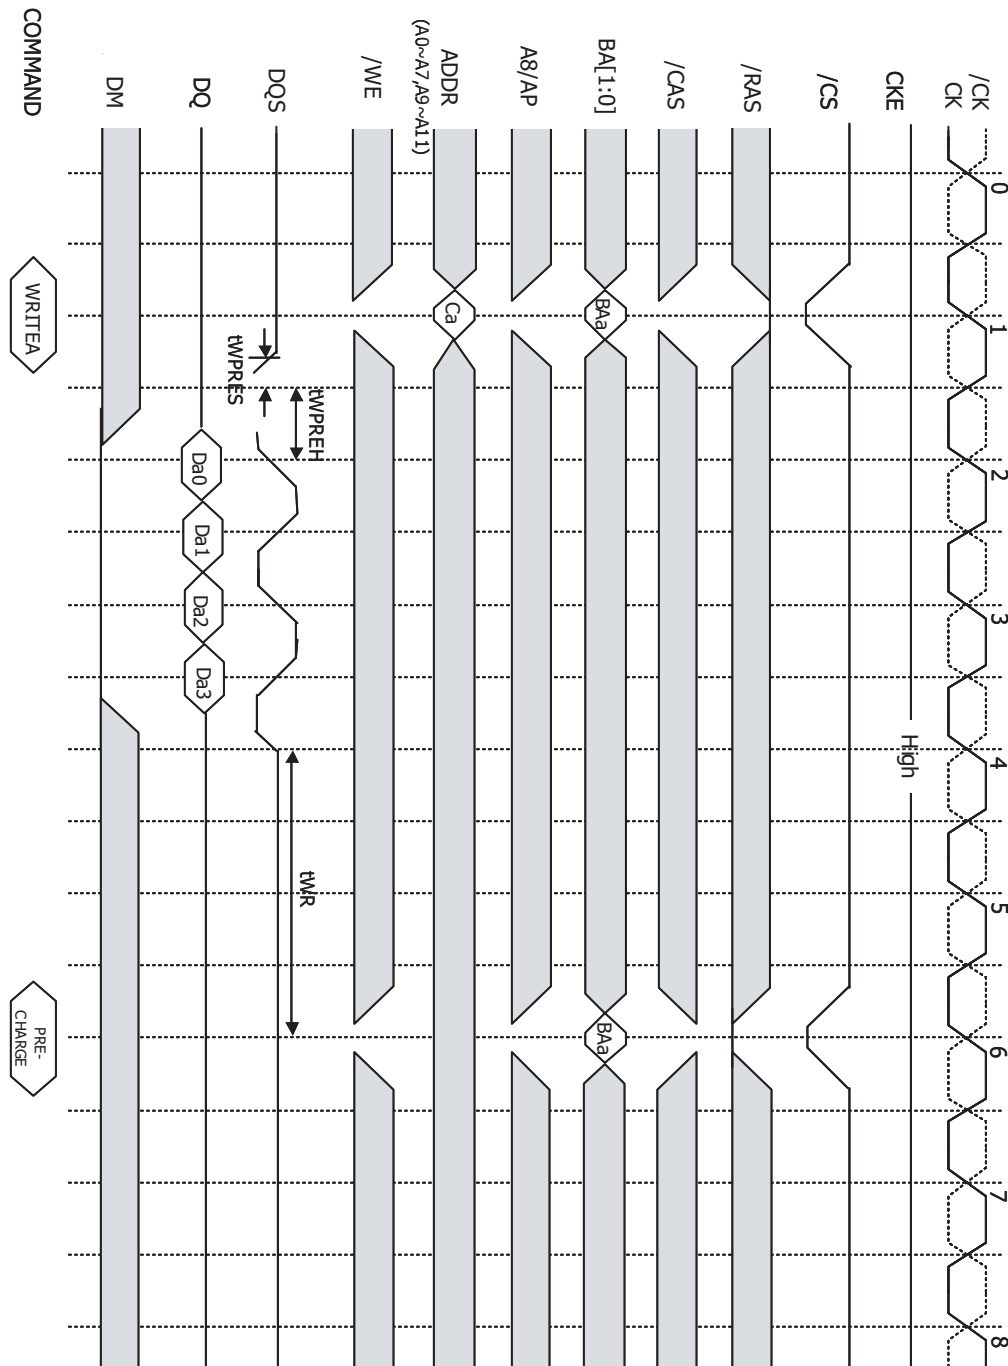 0 1 2 3 4 5 6 7 8
/CK
CK
CKE
High
/CS
/RAS
/CAS
BA[1:0]
BAa
BAa
A8/AP
ADDR
(A0~A7,A9~A11)
Ca
/WE
tWPREH
tWR
DQS
tWPRES
DQ
Da0 Da1 Da2 Da3
DM
COMMAND
WRITEA
PRE-
CHARGE